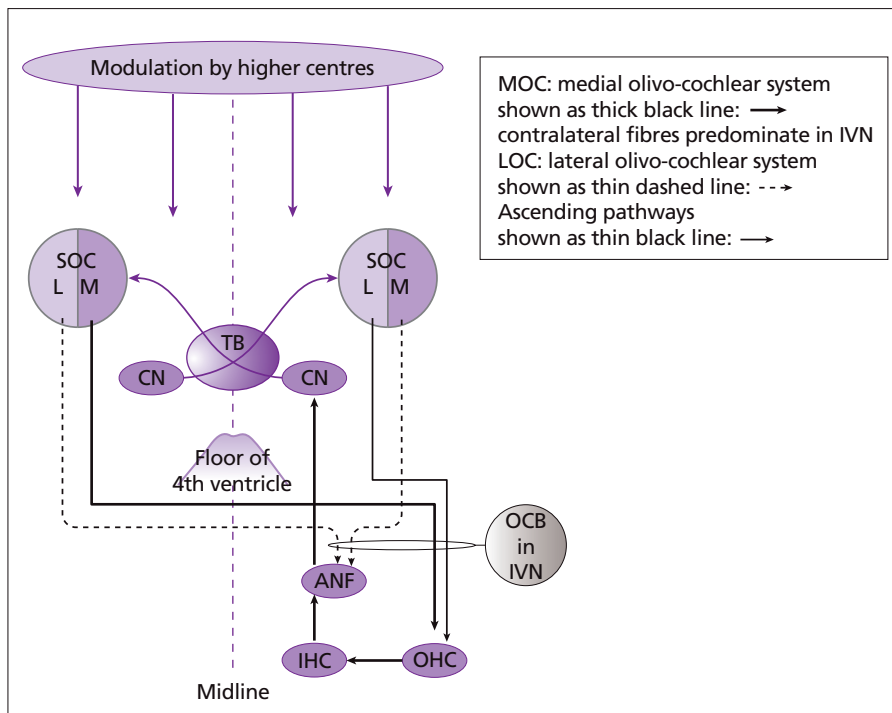 Modulation by higher centres
MOC: medial olivo-cochlear system
shown as thick black line:
contralateral fibres predominate in IVN
LOC: lateral olivo-cochlear system
shown as thin dashed line:
Ascending pathways
shown as thin black line:
SOC
L M
SOC
L M
TB
CN
CN
Floor of
4th ventricle
OCB
in
IVN
ANF
IHC
OHC
Midline